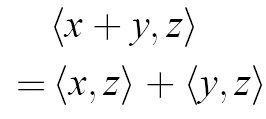 ⟨x + y, z⟩
= ⟨x, z⟩ + ⟨y, z⟩